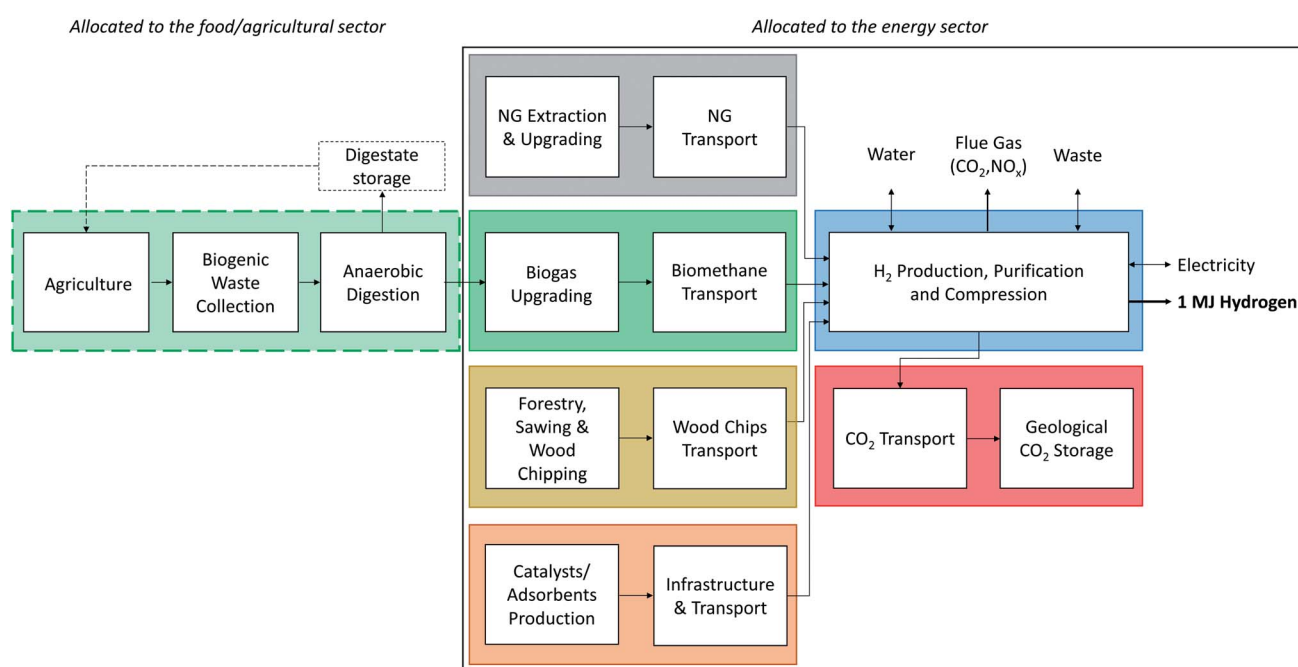 Allocated to the food/agricultural sector
Allocated to the energy sector
NG Extraction
& Upgrading
NG
Transport
Water
Flue Gas
(CO₂,NOₓ)
Waste
Digestate
storage
Agriculture
Biogenic
Waste
Collection
Anaerobic
Digestion
Biogas
Upgrading
Biomethane
Transport
H₂ Production, Purification
and Compression
Electricity
1 MJ Hydrogen
Forestry,
Sawing &
Wood
Chipping
Wood Chips
Transport
CO₂ Transport
Geological
CO₂ Storage
Catalysts/
Adsorbents
Production
Infrastructure
& Transport